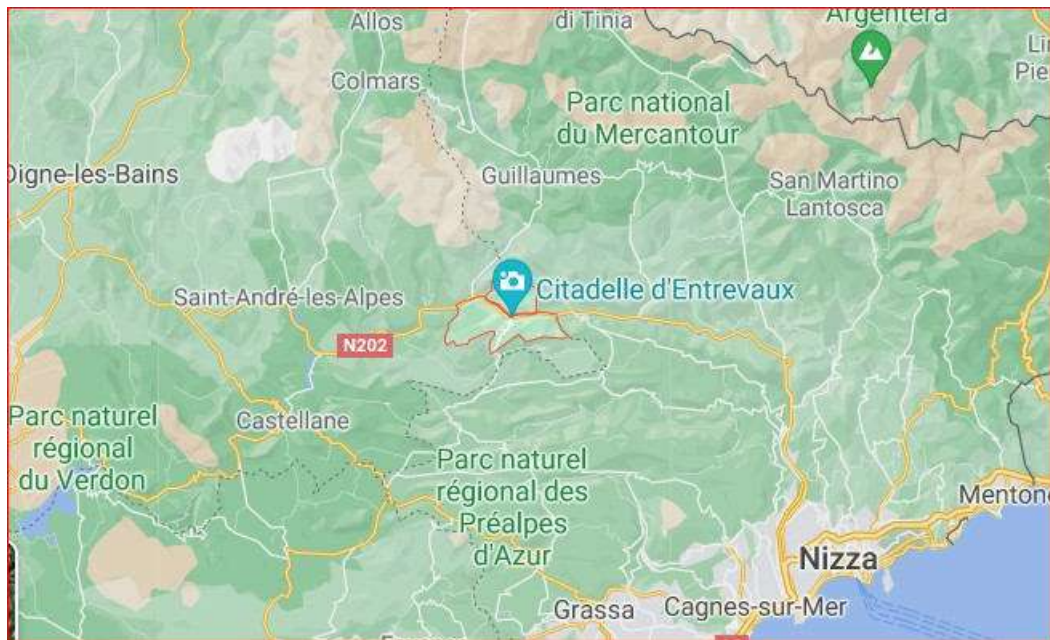 Allos
di Tinia
Argentera
Colmars
Parc national
du Mercantour
Digne-les-Bains
Guillaumes
San Martino
Lantosca
Citadelle d'Entrevaux
Saint-André-les-Alpes
N202
Parc naturel
régional
du Verdon
Castellane
Parc naturel
régional des
Préalpes
d'Azur
Mentone
Nizza
Grassa
Cagnes-sur-Mer